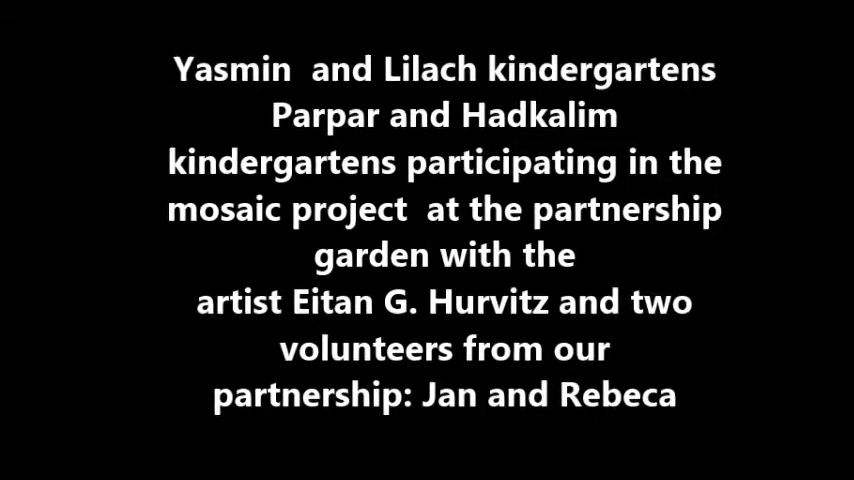 Yasmin  and Lilach kindergartens
Parpar and Hadkalim
kindergartens participating in the
mosaic project  at the partnership
garden with the
artist Eitan G. Hurvitz and two
volunteers from our
partnership: Jan and Rebeca